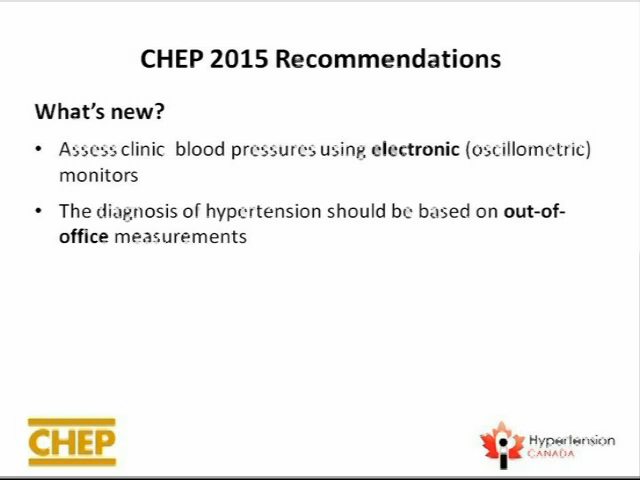 CHEP 2015 Recommendations
What's new?
• Assess clinic blood pressures using electronic (oscillometric)
monitors
• The diagnosis of hypertension should be based on out-of-
office measurements
CHEP
Hypertension
CANADA